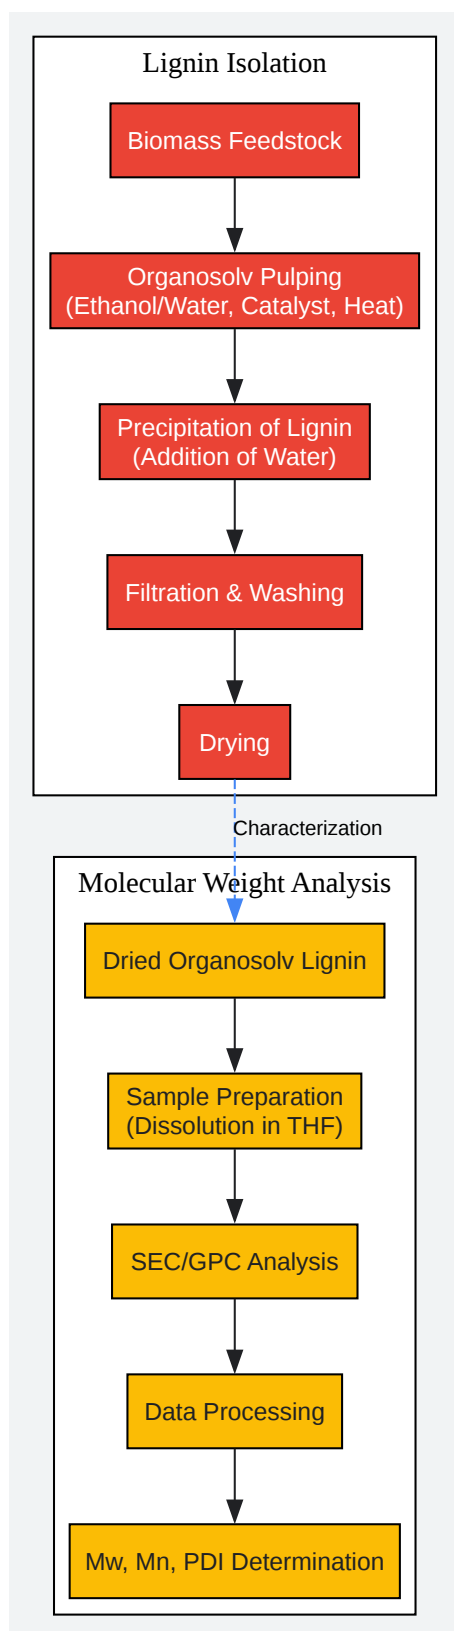 Lignin Isolation
Biomass Feedstock
Organosolv Pulping
(Ethanol/Water, Catalyst, Heat)
Precipitation of Lignin
(Addition of Water)
Filtration & Washing
Drying
Characterization
Molecular Weight Analysis
Dried Organosolv Lignin
Sample Preparation
(Dissolution in THF)
SEC/GPC Analysis
Data Processing
Mw, Mn, PDI Determination